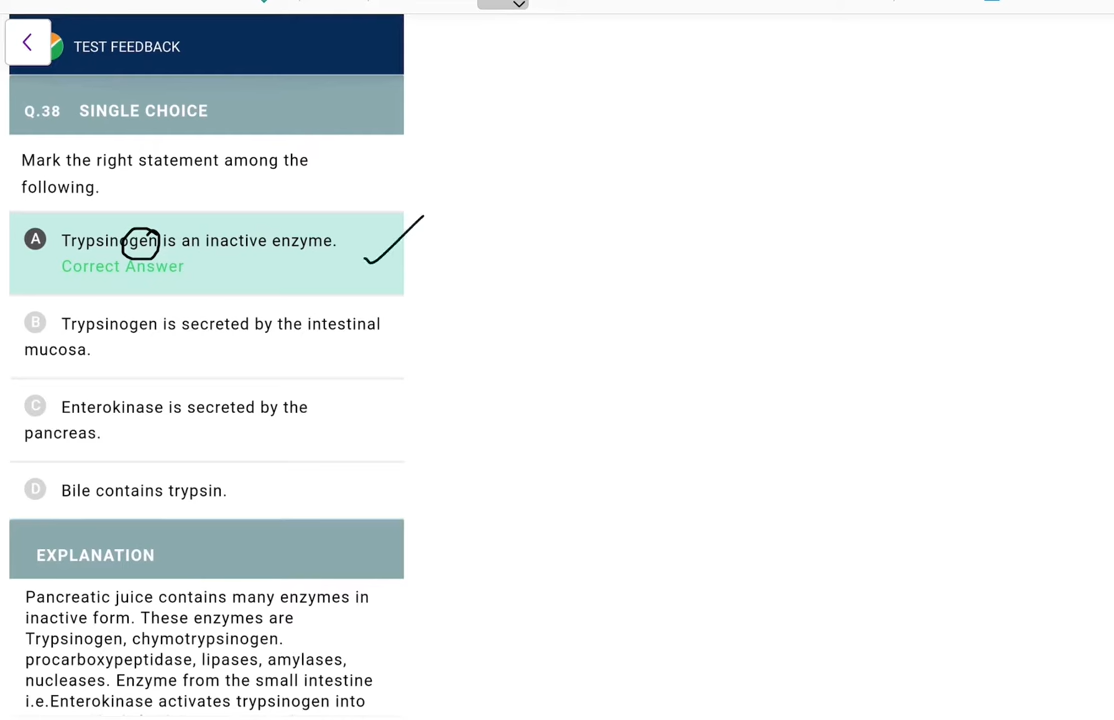 TEST FEEDBACK
Q.38 SINGLE CHOICE
Mark the right statement among the
following.
A Trypsinogen is an inactive enzyme.
Correct Answer
B Trypsinogen is secreted by the intestinal
mucosa.
C Enterokinase is secreted by the
pancreas.
D Bile contains trypsin.
EXPLANATION
Pancreatic juice contains many enzymes in
inactive form. These enzymes are
Trypsinogen, chymotrypsinogen.
procarboxypeptidase, lipases, amylases,
nucleases. Enzyme from the small intestine
i.e.Enterokinase activates trypsinogen into